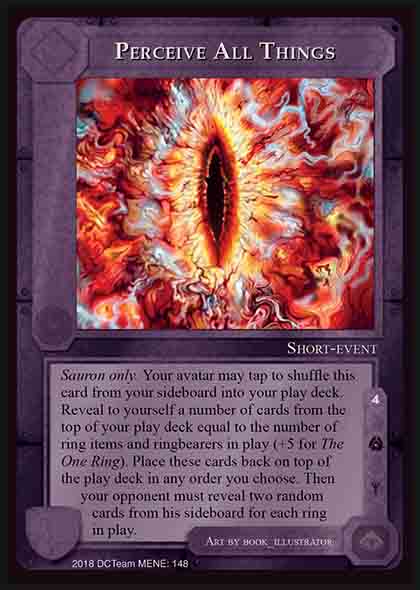 PERCEIVE ALL THINGS
SHORT-EVENT
Sauron only. Your avatar may tap to shuffle this
card from your sideboard into your play deck.
Reveal to yourself a number of cards from the
top of your play deck equal to the number of
ring items and ringbearers in play (+5 for The
One Ring). Place these cards back on top of
the play deck in any order you choose. Then
your opponent must reveal two random
cards from his sideboard for each ring
in play.
4
ART BY BOOK_ILLUSTRATOR
2018 DCTeam MENE: 148